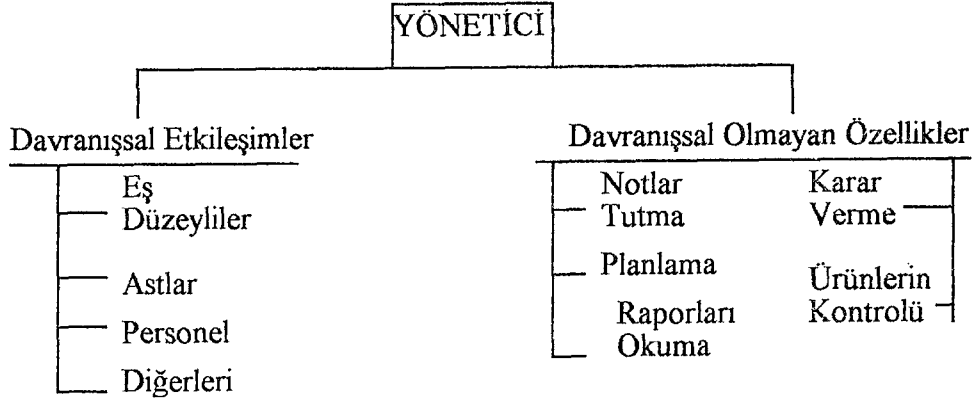 YÖNETİCİ
Davranışsal Etkileşimler
Eş
Düzeyliler
Astlar
Personel
Diğerleri
Davranışsal Olmayan Özellikler
Notlar
Tutma
Planlama
Raporları
Okuma
Karar
Verme
Ürünlerin
Kontrolü